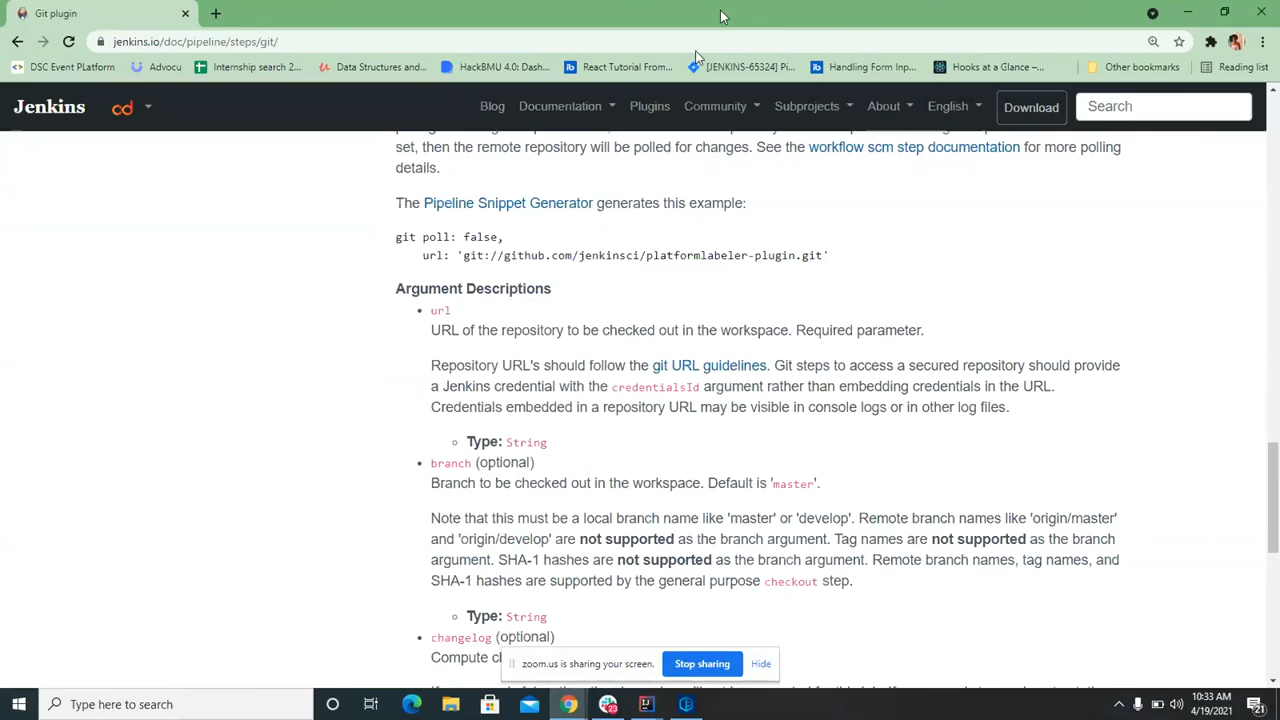 Git plugin
jenkins.io/doc/pipeline/steps/git/
DSC Event PLatform
Advocu
Internship search 2...
Data Structures and...
HackBMU 4.0: Dash...
React Tutorial From...
[JENKINS-65324] Pi...
Handling Form Inp...
Hooks at a Glance –...
Other bookmarks
Reading list
Jenkins
cd
Blog
Documentation
Plugins
Community
Subprojects
About
English
Download
Search
set, then the remote repository will be polled for changes. See the workflow scm step documentation for more polling
details.
The Pipeline Snippet Generator generates this example:
git poll: false,
url: 'git://github.com/jenkinsci/platformlabeler-plugin.git'
Argument Descriptions
url
URL of the repository to be checked out in the workspace. Required parameter.
Repository URL's should follow the git URL guidelines. Git steps to access a secured repository should provide
a Jenkins credential with the credentialsId argument rather than embedding credentials in the URL.
Credentials embedded in a repository URL may be visible in console logs or in other log files.
Type: String
branch (optional)
Branch to be checked out in the workspace. Default is 'master'.
Note that this must be a local branch name like 'master' or 'develop'. Remote branch names like 'origin/master'
and 'origin/develop' are not supported as the branch argument. Tag names are not supported as the branch
argument. SHA-1 hashes are not supported as the branch argument. Remote branch names, tag names, and
SHA-1 hashes are supported by the general purpose checkout step.
Type: String
changelog (optional)
Compute
zoom.us is sharing your screen.
Stop sharing
Hide
Type here to search
23
10:33 AM
4/19/2021
21